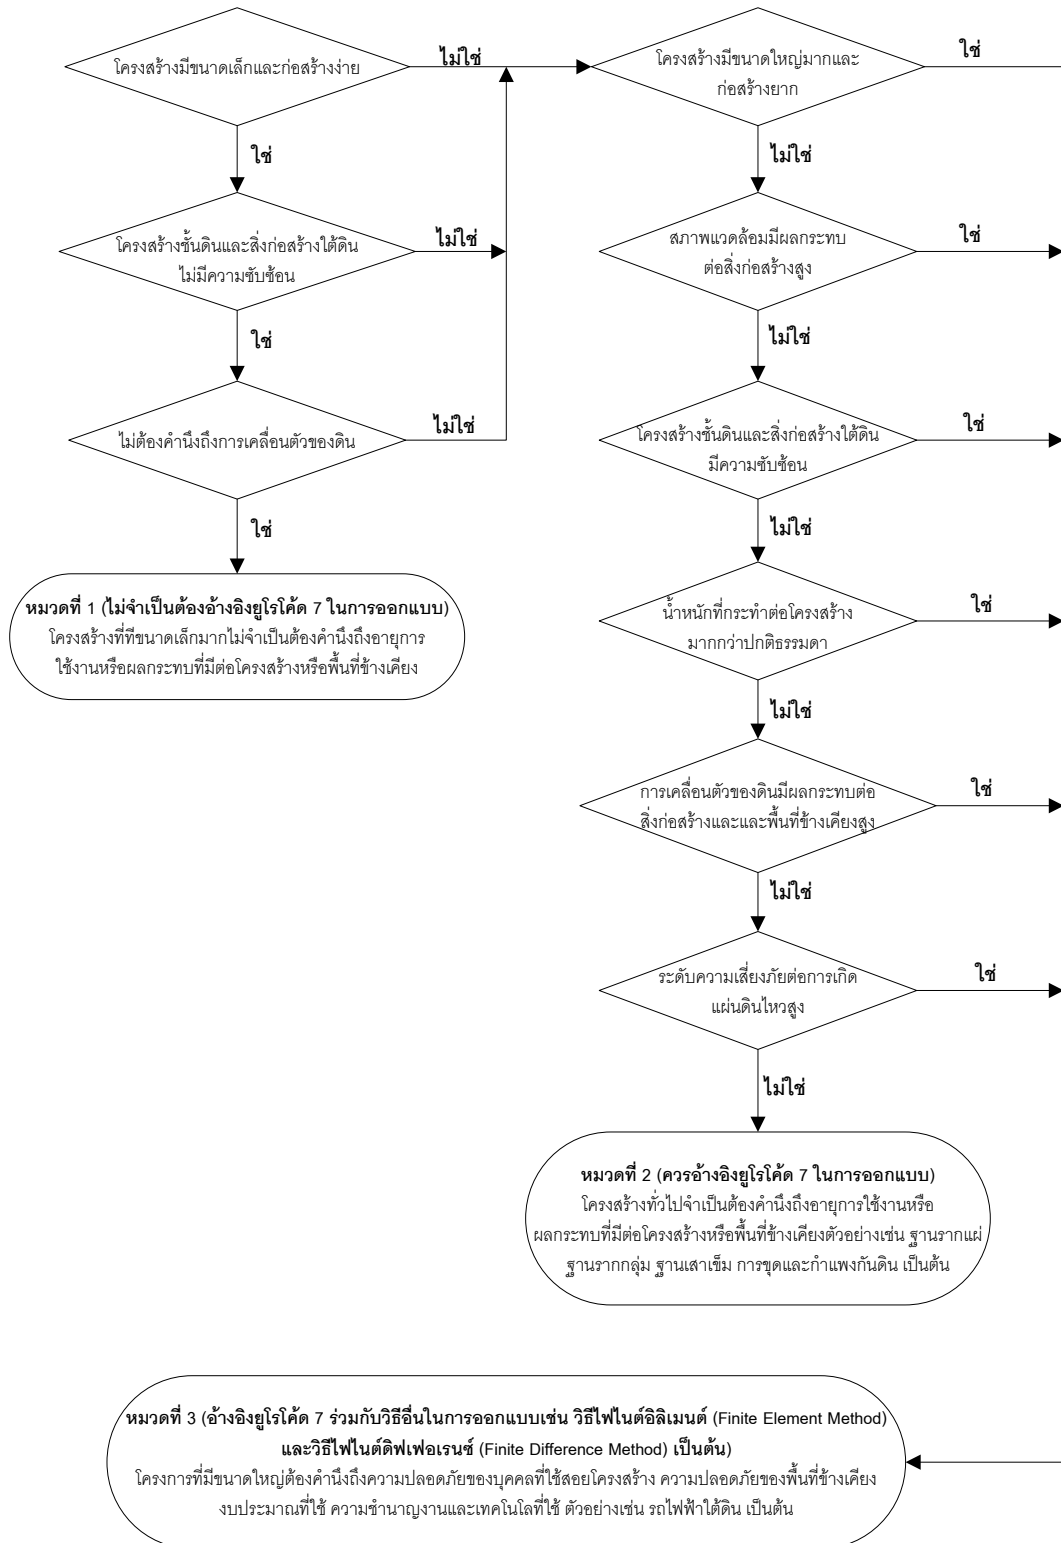 โครงสร้างมีขนาดเล็กและก่อสร้างง่าย
ไม่ใช่
ใช่
โครงสร้างชั้นดินและสิ่งก่อสร้างใต้ดิน
ไม่มีความซับซ้อน
ไม่ใช่
ใช่
ไม่ต้องคำนึงถึงการเคลื่อนตัวของดิน
ไม่ใช่
ใช่
หมวดที่ 1 (ไม่จำเป็นต้องอ้างอิงยูโรโค้ด 7 ในการออกแบบ)
โครงสร้างที่ทีขนาดเล็กมากไม่จำเป็นต้องคำนึงถึงอายุการ
ใช้งานหรือผลกระทบที่มีต่อโครงสร้างหรือพื้นที่ข้างเคียง
โครงสร้างมีขนาดใหญ่มากและ
ก่อสร้างยาก
ใช่
ไม่ใช่
สภาพแวดล้อมมีผลกระทบ
ต่อสิ่งก่อสร้างสูง
ใช่
ไม่ใช่
โครงสร้างชั้นดินและสิ่งก่อสร้างใต้ดิน
มีความซับซ้อน
ใช่
ไม่ใช่
น้ำหนักที่กระทำต่อโครงสร้าง
มากกว่าปกติธรรมดา
ใช่
ไม่ใช่
การเคลื่อนตัวของดินมีผลกระทบต่อ
สิ่งก่อสร้างและและพื้นที่ข้างเคียงสูง
ใช่
ไม่ใช่
ระดับความเสี่ยงภัยต่อการเกิด
แผ่นดินไหวสูง
ใช่
ไม่ใช่
หมวดที่ 2 (ควรอ้างอิงยูโรโค้ด 7 ในการออกแบบ)
โครงสร้างทั่วไปจำเป็นต้องคำนึงถึงอายุการใช้งานหรือ
ผลกระทบที่มีต่อโครงสร้างหรือพื้นที่ข้างเคียงตัวอย่างเช่น ฐานรากแผ่
ฐานรากกลุ่ม ฐานเสาเข็ม การขุดและกำแพงกันดิน เป็นต้น
หมวดที่ 3 (อ้างอิงยูโรโค้ด 7 ร่วมกับวิธีอื่นในการออกแบบเช่น วิธีไฟไนต์อิลิเมนต์ (Finite Element Method)
และวิธีไฟไนต์ดิฟเฟอเรนซ์ (Finite Difference Method) เป็นต้น)
โครงการที่มีขนาดใหญ่ต้องคำนึงถึงความปลอดภัยของบุคคลที่ใช้สอยโครงสร้าง ความปลอดภัยของพื้นที่ข้างเคียง
งบประมาณที่ใช้ ความชำนาญงานและเทคโนโลที่ใช้ ตัวอย่างเช่น รถไฟฟ้าใต้ดิน เป็นต้น